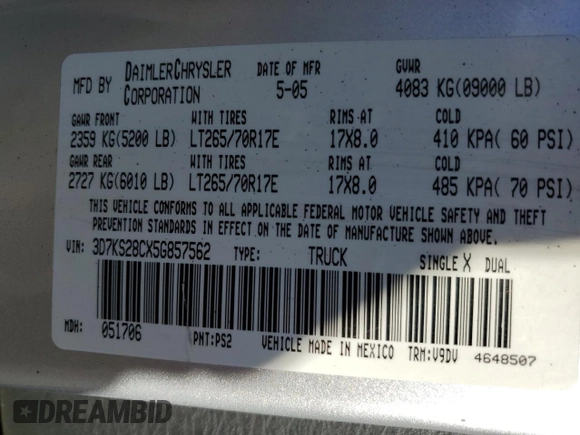 MFD BY DAIMLERCHRYSLER CORPORATION DATE OF MFR 5-05 GVWR 4083 KG(09000 LB)
GAWR FRONT WITH TIRES RIMS AT COLD
2359 KG(5200 LB) LT265/70R17E 17X8.0 410 KPA( 60 PSI)
GAWR REAR WITH TIRES RIMS AT COLD
2727 KG(6010 LB) LT265/70R17E 17X8.0 485 KPA( 70 PSI)
THIS VEHICLE CONFORMS TO ALL APPLICABLE FEDERAL MOTOR VEHICLE SAFETY AND THEFT
PREVENTION STANDARDS IN EFFECT ON THE DATE OF MANUFACTURE SHOWN ABOVE.
VIN: 3D7KS28CX5G857562 TYPE: TRUCK SINGLE X DUAL
MDH: 051706 PNT:PS2 VEHICLE MADE IN MEXICO TRM:V9DV 4648507
DREAMBID